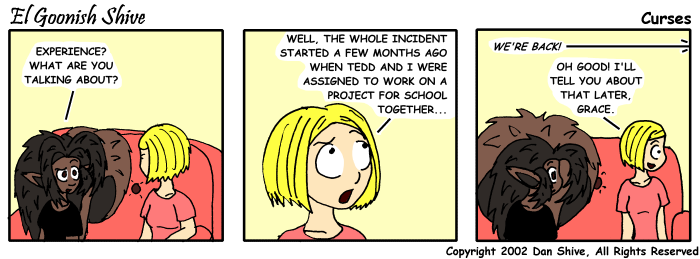 El Goonish Shive
Curses
EXPERIENCE?
WHAT ARE YOU
TALKING ABOUT?
WELL, THE WHOLE INCIDENT
STARTED A FEW MONTHS AGO
WHEN TEDD AND I WERE
ASSIGNED TO WORK ON A
PROJECT FOR SCHOOL
TOGETHER...
WE'RE BACK!
OH GOOD! I'LL
TELL YOU ABOUT
THAT LATER,
GRACE.
Copyright 2002 Dan Shive, All Rights Reserved